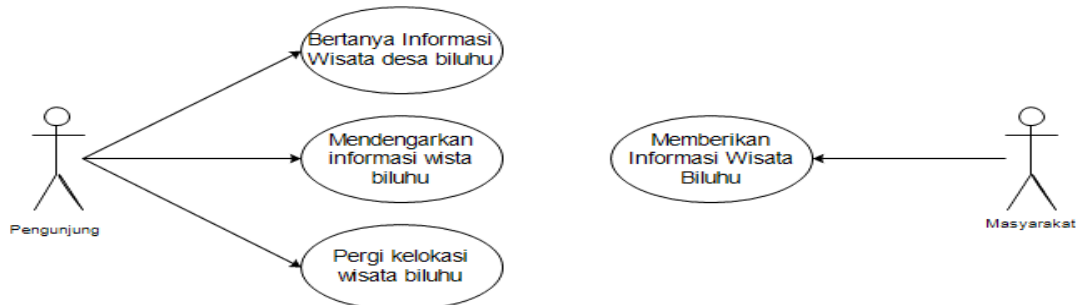 Bertanya Informasi
Wisata desa biluhu
Mendengarkan
informasi wista
biluhu
Memberikan
Informasi Wisata
Biluhu
Pengunjung
Masyarakat
Pergi kelokasi
wisata biluhu